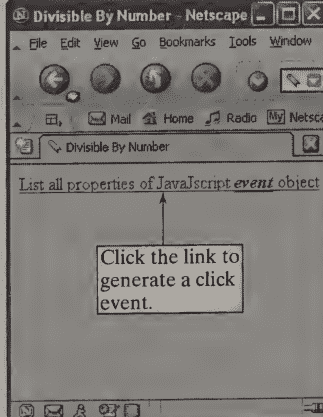 Divisible By Number - Netscape
File Edit View Go Bookmarks Tools Window
Mail Home Radio My Netsca
Divisible By Number
List all properties of JavaJscript event object
Click the link to
generate a click
event.